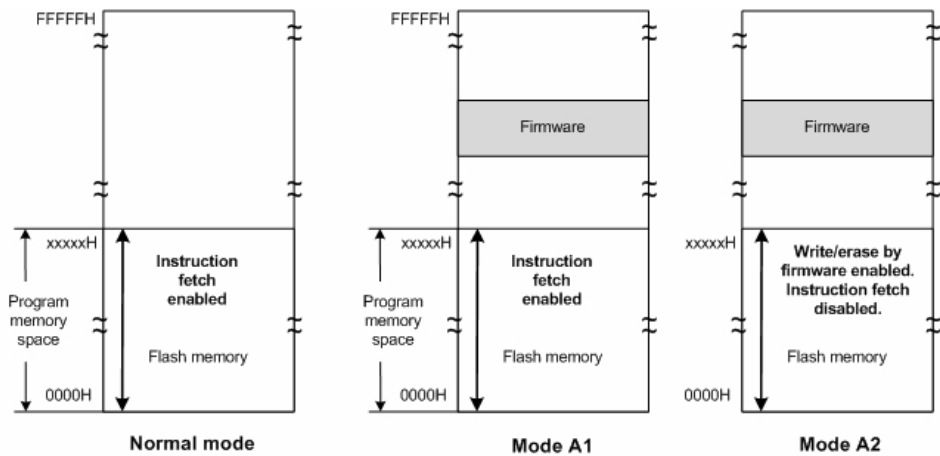 FFFFFH
xxxxxH
Instruction
fetch
enabled
Program
memory
space
Flash memory
0000H
Normal mode
FFFFFH
Firmware
xxxxxH
Instruction
fetch
enabled
Program
memory
space
Flash memory
0000H
Mode A1
Firmware
xxxxxH
Write/erase by
firmware enabled.
Instruction fetch
disabled.
Flash memory
0000H
Mode A2